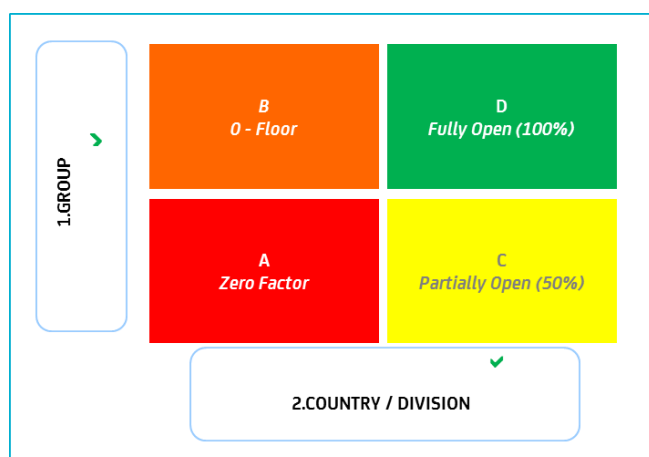 1.GROUP
B
0 - Floor
D
Fully Open (100%)
A
Zero Factor
C
Partially Open (50%)
2.COUNTRY / DIVISION